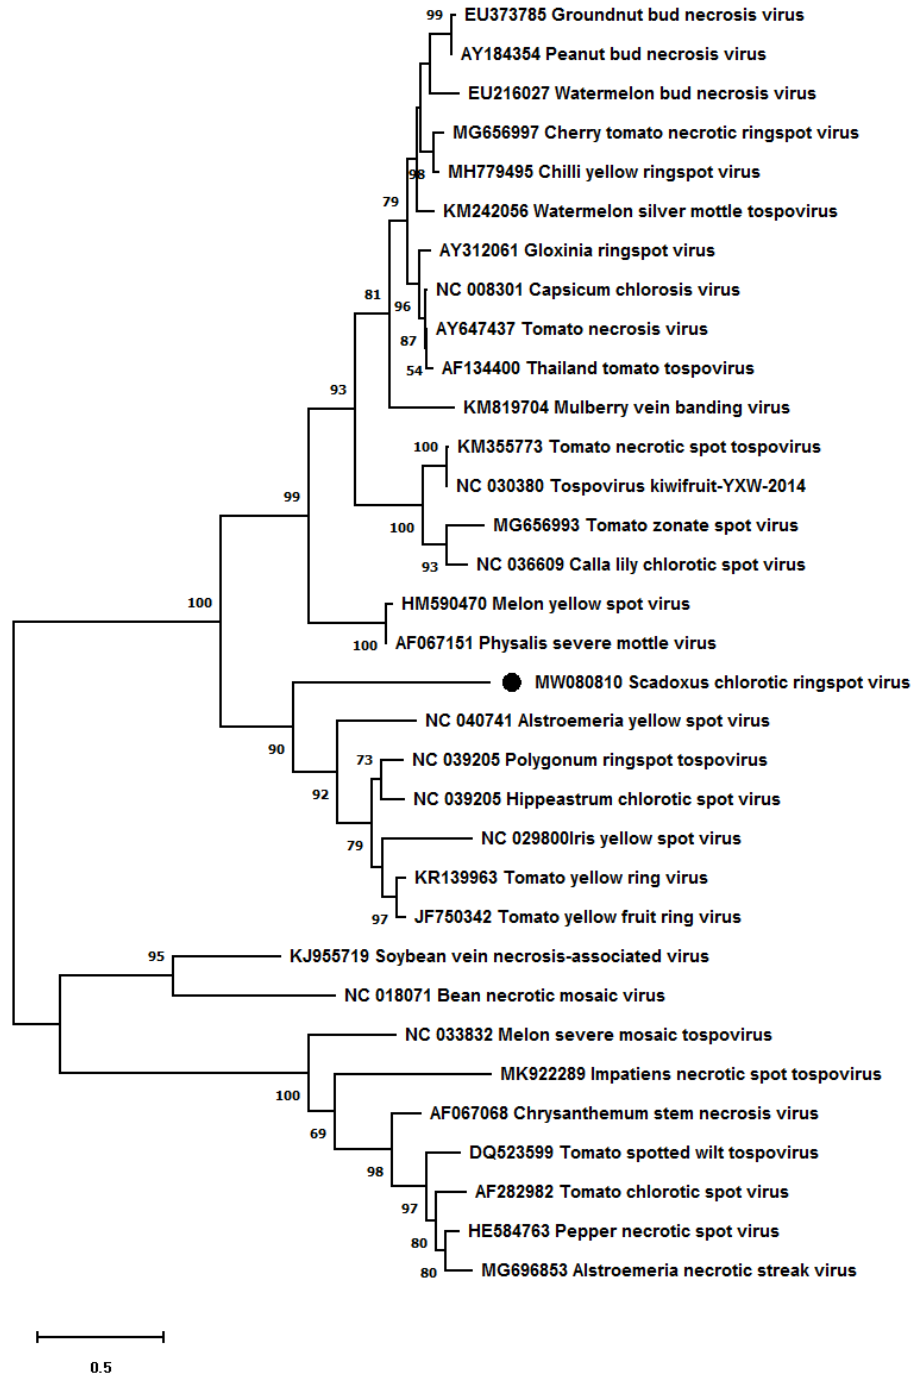 99
EU373785 Groundnut bud necrosis virus
AY184354 Peanut bud necrosis virus
EU216027 Watermelon bud necrosis virus
MG656997 Cherry tomato necrotic ringspot virus
98
MH779495 Chilli yellow ringspot virus
79
KM242056 Watermelon silver mottle tospovirus
AY312061 Gloxinia ringspot virus
81
NC 008301 Capsicum chlorosis virus
96
AY647437 Tomato necrosis virus
87
54
AF134400 Thailand tomato tospovirus
93
KM819704 Mulberry vein banding virus
100
KM355773 Tomato necrotic spot tospovirus
NC 030380 Tospovirus kiwifruit-YXW-2014
99
100
MG656993 Tomato zonate spot virus
93
NC 036609 Calla lily chlorotic spot virus
100
HM590470 Melon yellow spot virus
100
AF067151 Physalis severe mottle virus
MW080810 Scadoxus chlorotic ringspot virus
NC 040741 Alstroemeria yellow spot virus
90
73
NC 039205 Polygonum ringspot tospovirus
92
NC 039205 Hippeastrum chlorotic spot virus
79
NC 029800Iris yellow spot virus
KR139963 Tomato yellow ring virus
97
JF750342 Tomato yellow fruit ring virus
95
KJ955719 Soybean vein necrosis-associated virus
NC 018071 Bean necrotic mosaic virus
NC 033832 Melon severe mosaic tospovirus
100
MK922289 Impatiens necrotic spot tospovirus
69
AF067068 Chrysanthemum stem necrosis virus
98
DQ523599 Tomato spotted wilt tospovirus
97
AF282982 Tomato chlorotic spot virus
80
HE584763 Pepper necrotic spot virus
80
MG696853 Alstroemeria necrotic streak virus
0.5